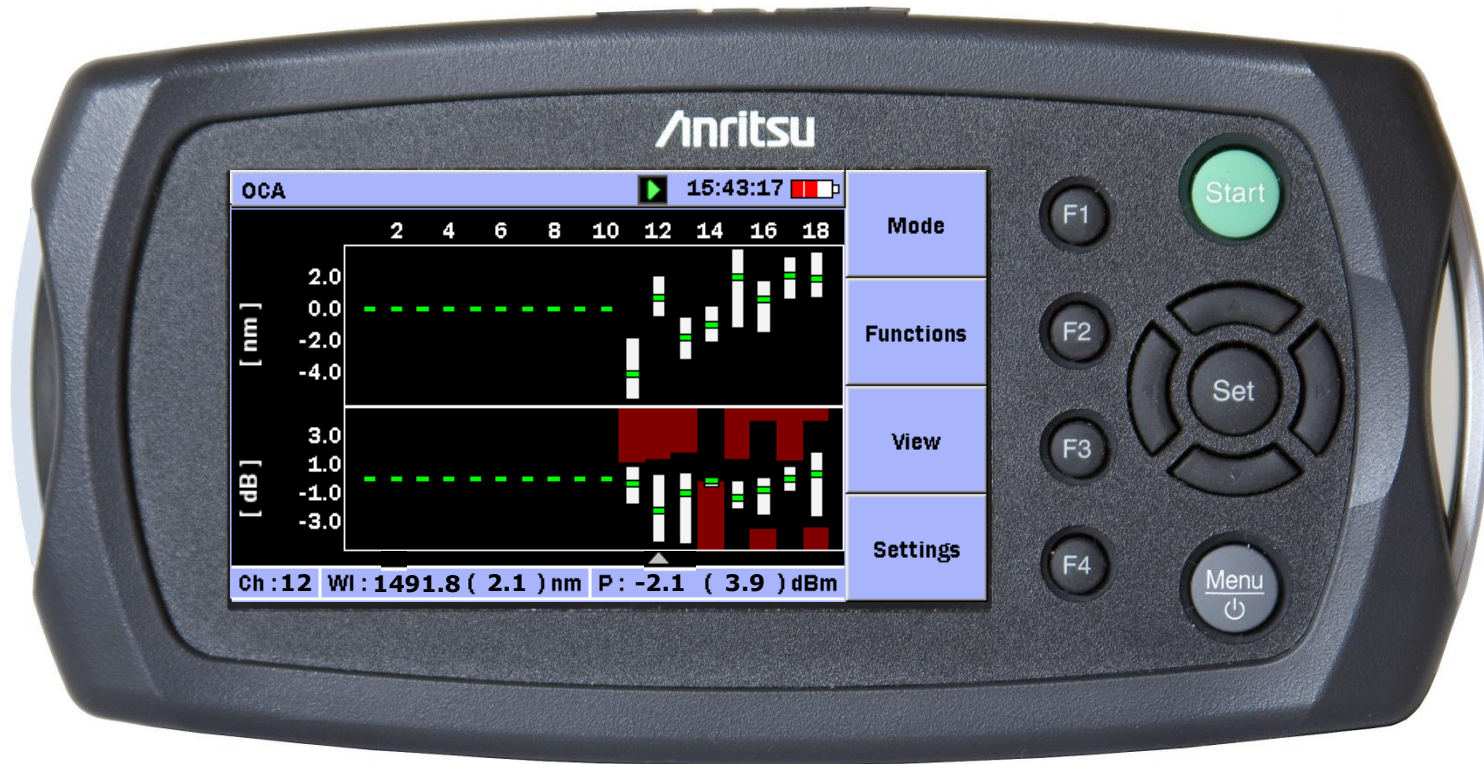 Anritsu
OCA 15:43:17
2 4 6 8 10 12 14 16 18
2.0
0.0
-2.0
-4.0
[nm]
3.0
1.0
-1.0
-3.0
[dB]
Ch:12 Wl:1491.8 ( 2.1 ) nm P: -2.1 ( 3.9 ) dBm
Mode
Functions
View
Settings
F1
F2
F3
F4
Start
Set
Menu